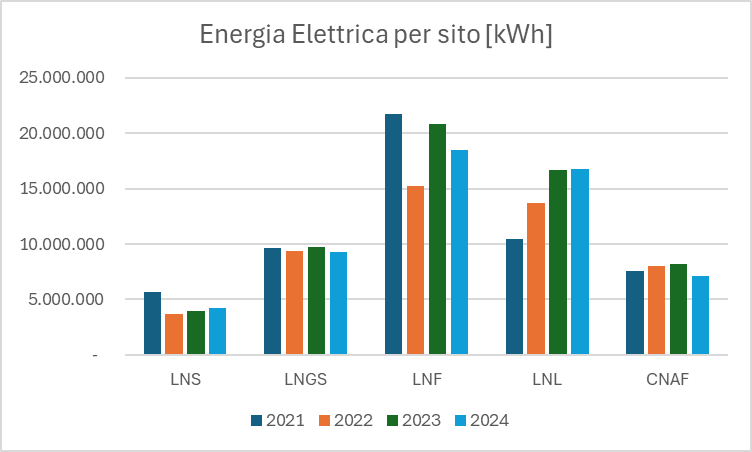 Energia Elettrica per sito [kWh]
25.000.000
20.000.000
15.000.000
10.000.000
5.000.000
-
LNS LNGS LNF LNL CNAF
2021 2022 2023 2024